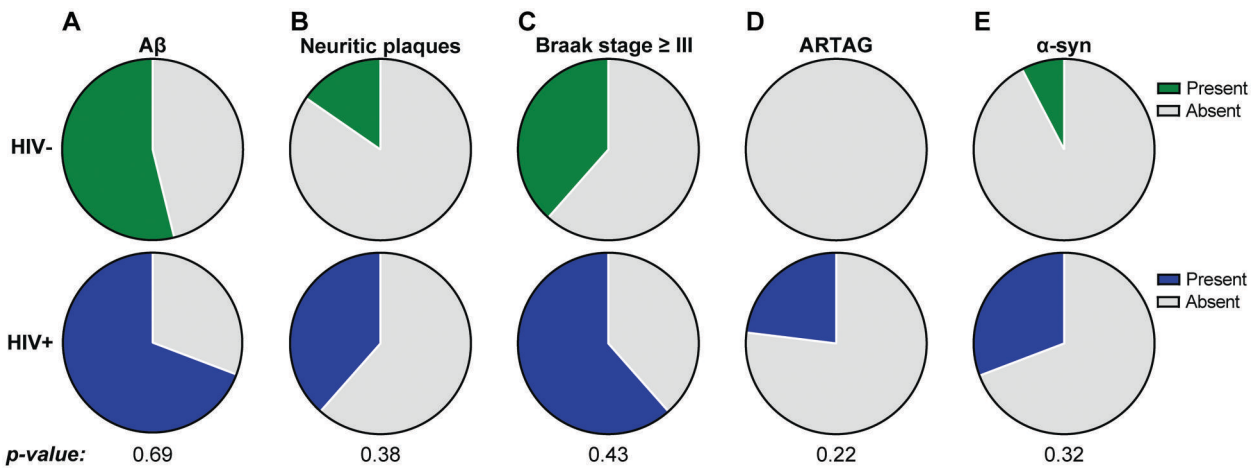 A B C D E
Aβ Neuritic plaques Braak stage ≥ III ARTAG α-syn
Present
Absent
HIV-
Present
Absent
HIV+
p-value: 0.69 0.38 0.43 0.22 0.32